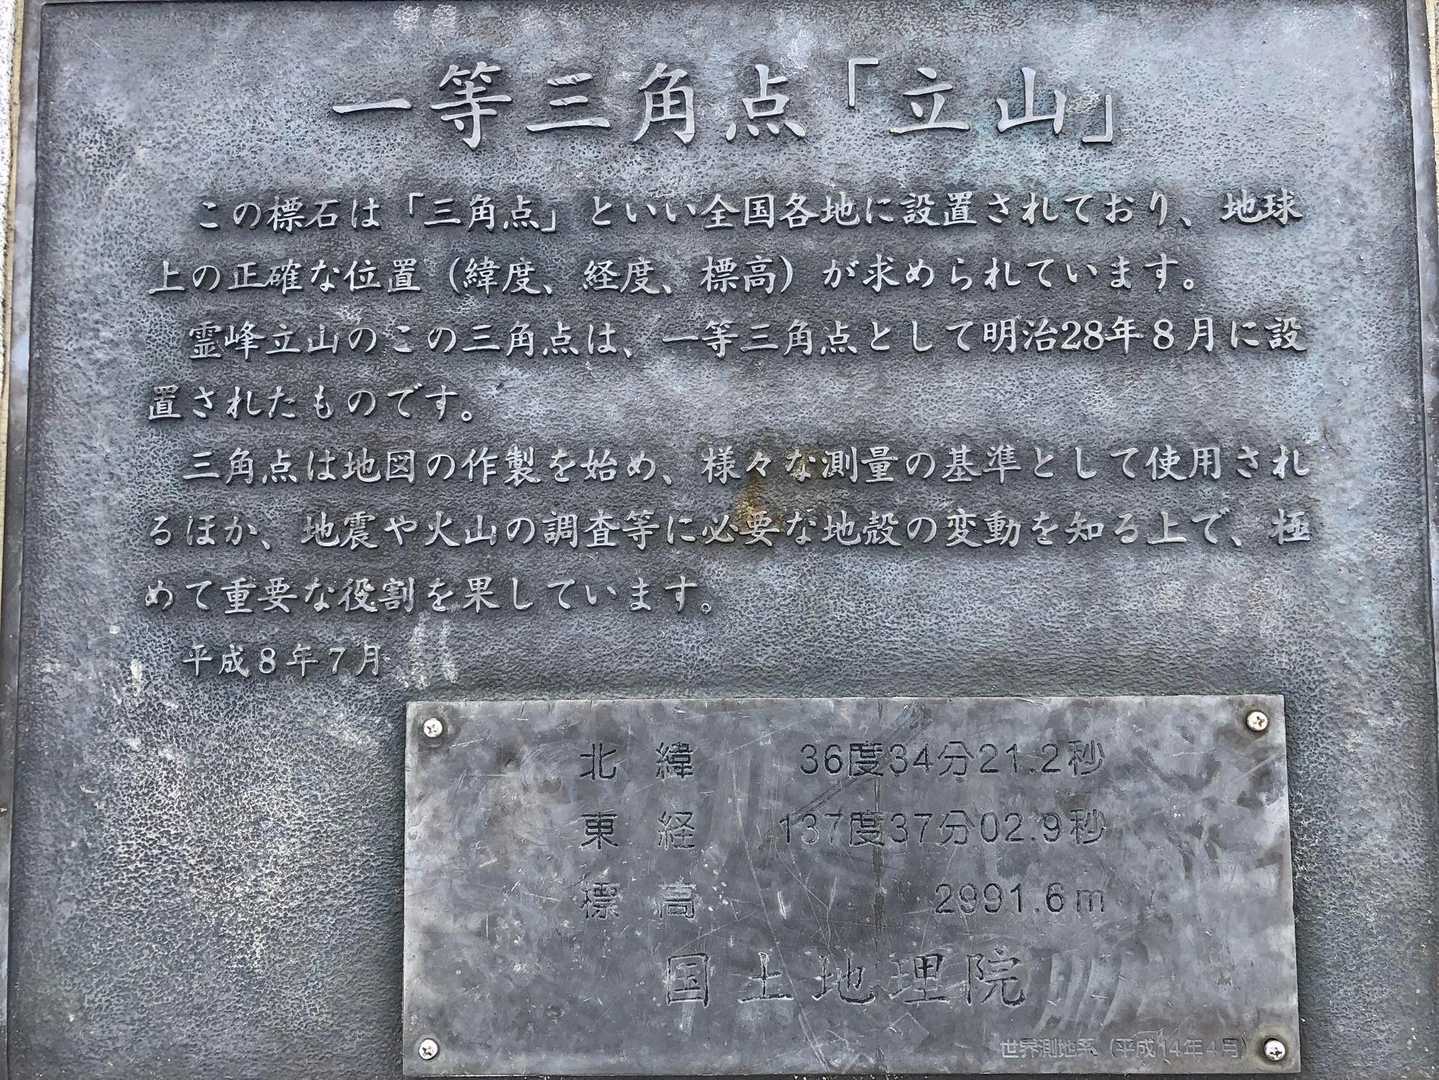 一等三角点「立山」
この標石は「三角点」といい全国各地に設置されており、地球
上の正確な位置（緯度、経度、標高）が求められています。
霊峰立山のこの三角点は、一等三角点として明治28年８月に設
置されたものです。
三角点は地図の作製を始め、様々な測量の基準として使用され
るほか、地震や火山の調査等に必要な地殻の変動を知る上で、極
めて重要な役割を果しています。
平成８年７月
北緯 36度34分21.2秒
東経 137度37分02.9秒
標高 2991.6m
国土地理院
世界測地系（平成14年4月）